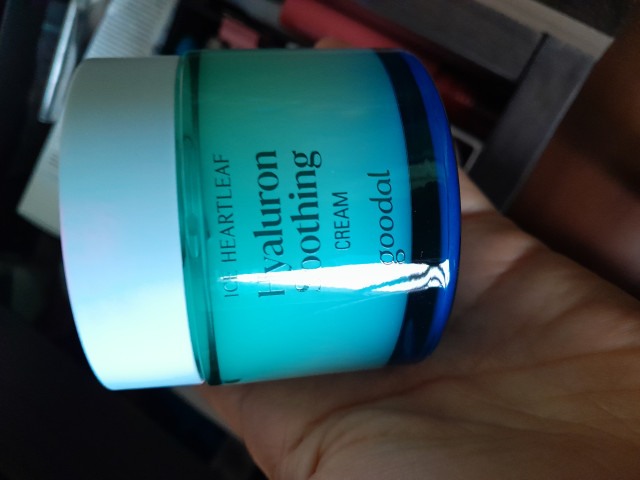 ICE HEARTLEAF
Hyaluron
Soothing
CREAM
goodal